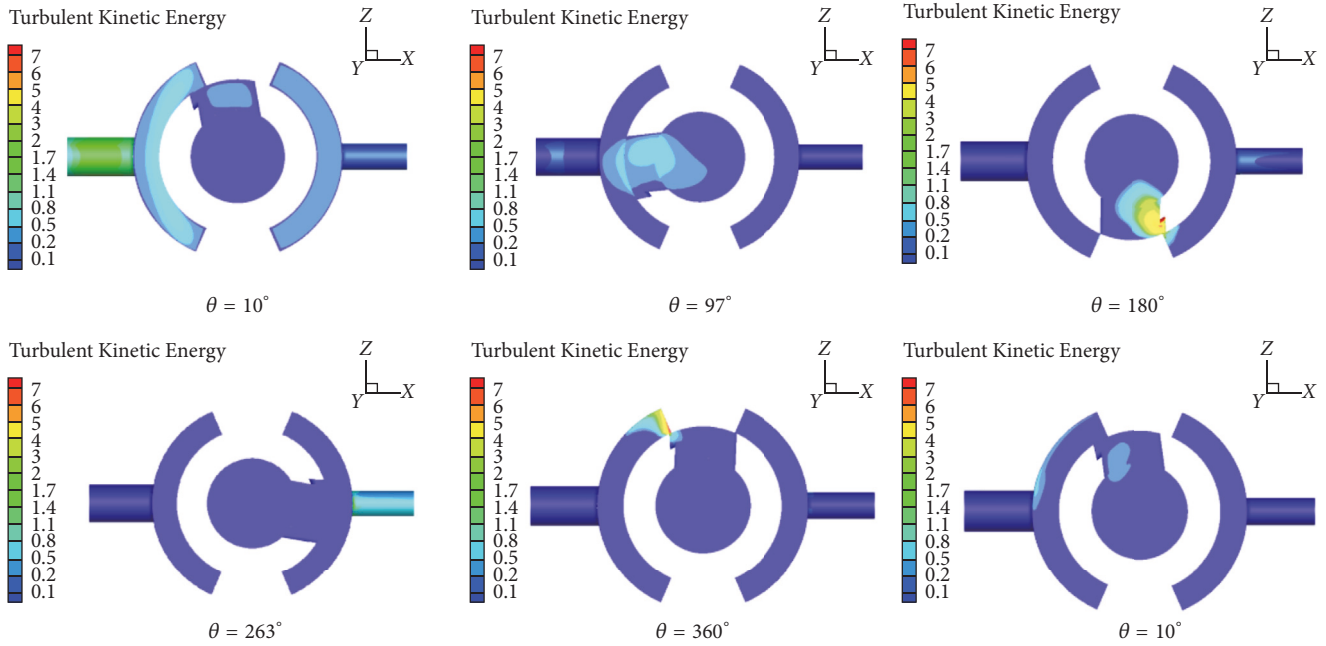 Turbulent Kinetic Energy
Z
Y
X
7
6
5
4
3
2
1.7
1.4
1.1
0.8
0.5
0.2
0.1
θ = 10°
Turbulent Kinetic Energy
Z
Y
X
7
6
5
4
3
2
1.7
1.4
1.1
0.8
0.5
0.2
0.1
θ = 97°
Turbulent Kinetic Energy
Z
Y
X
7
6
5
4
3
2
1.7
1.4
1.1
0.8
0.5
0.2
0.1
θ = 180°
Turbulent Kinetic Energy
Z
Y
X
7
6
5
4
3
2
1.7
1.4
1.1
0.8
0.5
0.2
0.1
θ = 263°
Turbulent Kinetic Energy
Z
Y
X
7
6
5
4
3
2
1.7
1.4
1.1
0.8
0.5
0.2
0.1
θ = 360°
Turbulent Kinetic Energy
Z
Y
X
7
6
5
4
3
2
1.7
1.4
1.1
0.8
0.5
0.2
0.1
θ = 10°